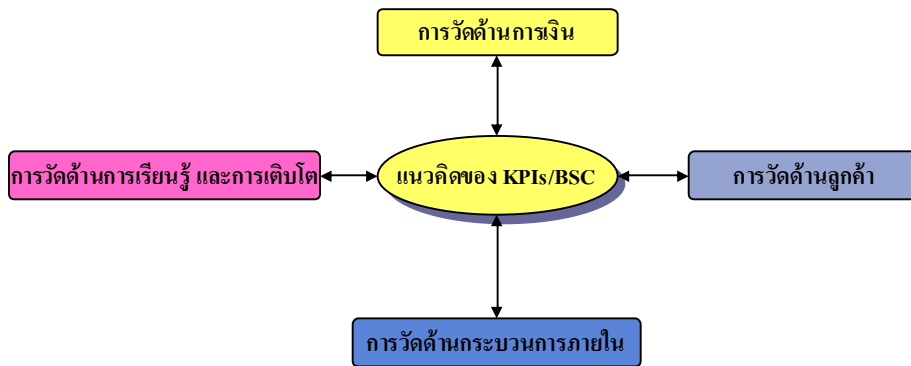 การวัดด้านการเงิน
การวัดด้านการเรียนรู้ และการเติบโต
แนวคิดของ KPIs/BSC
การวัดด้านลูกค้า
การวัดด้านกระบวนการภายใน